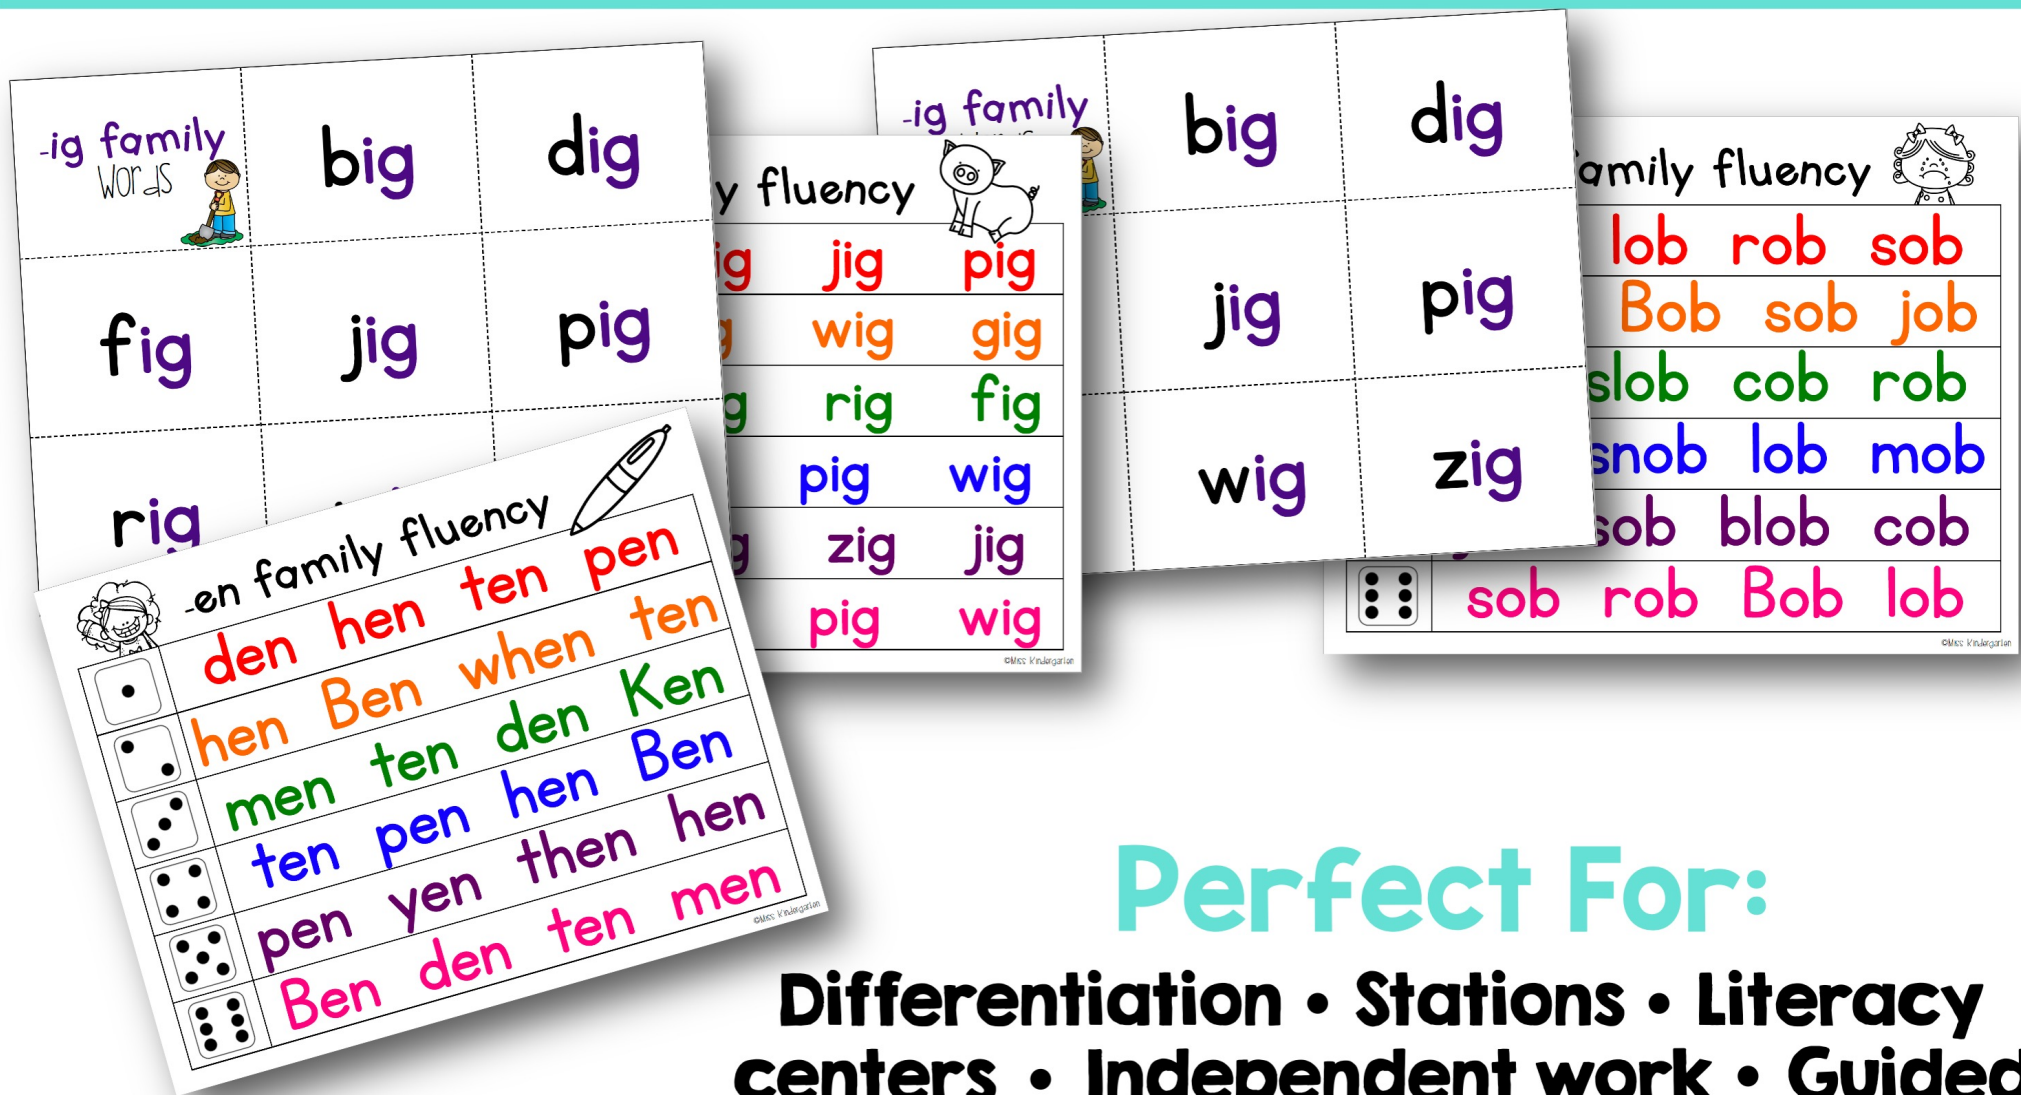 -ig family
words
big
dig
fig
jig
pig
rig
-en family fluency
den hen ten pen
hen Ben when ten
men ten den Ken
ten pen hen Ben
pen yen then hen
Ben den ten men
©Miss Kindergarten
y fluency
ig jig pig
g wig gig
g rig fig
pig wig
g zig jig
pig wig
©Miss Kindergarten
-ig family
big
dig
jig
pig
wig
zig
amily fluency
lob rob sob
Bob sob job
slob cob rob
snob lob mob
sob blob cob
sob rob Bob lob
©Miss Kindergarten
Perfect For:
Differentiation • Stations • Literacy
centers • Independent work • Guided